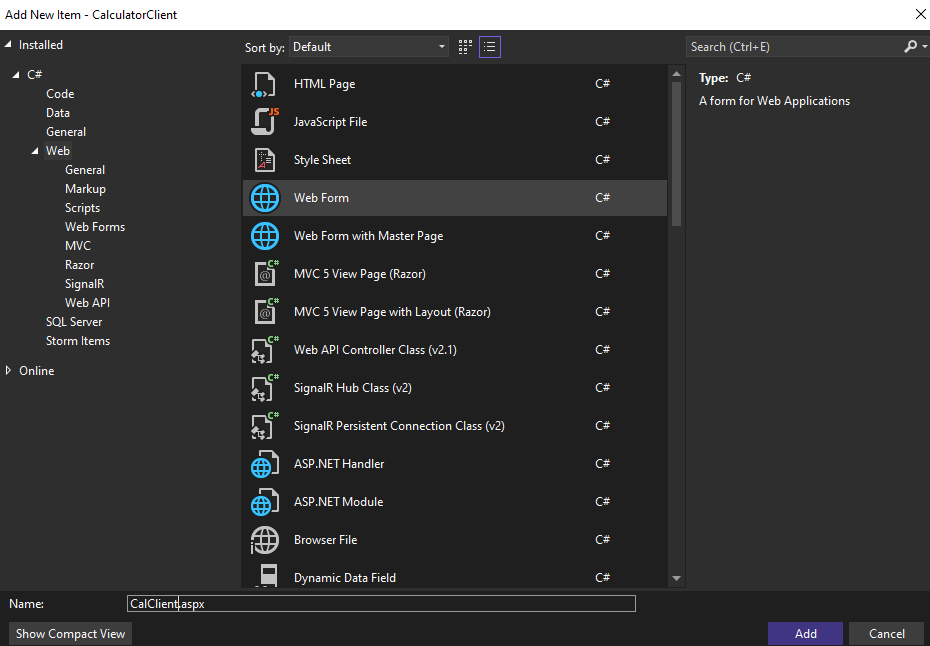 Add New Item - CalculatorClient
Installed
C#
Code
Data
General
Web
General
Markup
Scripts
Web Forms
MVC
Razor
SignalR
Web API
SQL Server
Storm Items
Online
Sort by: Default
HTML Page C#
JS
JavaScript File C#
A
Style Sheet C#
Web Form C#
Web Form with Master Page C#
C#
@
MVC 5 View Page (Razor) C#
C#
@
MVC 5 View Page with Layout (Razor) C#
C#
Web API Controller Class (v2.1) C#
C#
SignalR Hub Class (v2) C#
C#
SignalR Persistent Connection Class (v2) C#
ASP.NET Handler C#
ASP.NET Module C#
Browser File C#
Dynamic Data Field C#
Search (Ctrl+E)
Type: C#
A form for Web Applications
Name: CalClient.aspx
Show Compact View
Add
Cancel